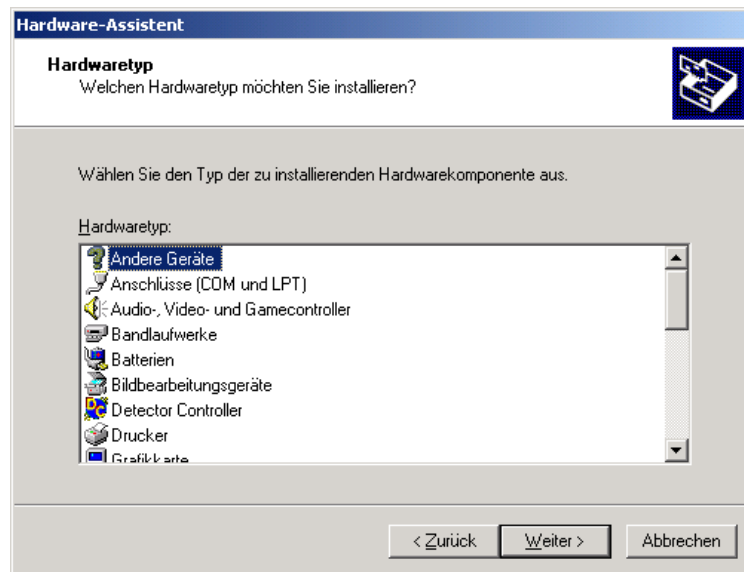 Hardware-Assistent
Hardwaretyp
Welchen Hardwaretyp möchten Sie installieren?
Wählen Sie den Typ der zu installierenden Hardwarekomponente aus.
Hardwaretyp:
Andere Geräte
Anschlüsse (COM und LPT)
Audio-, Video- und Gamecontroller
Bandlaufwerke
Batterien
Bildbearbeitungsgeräte
Detector Controller
Drucker
Grafikkarte
< Zurück Weiter > Abbrechen